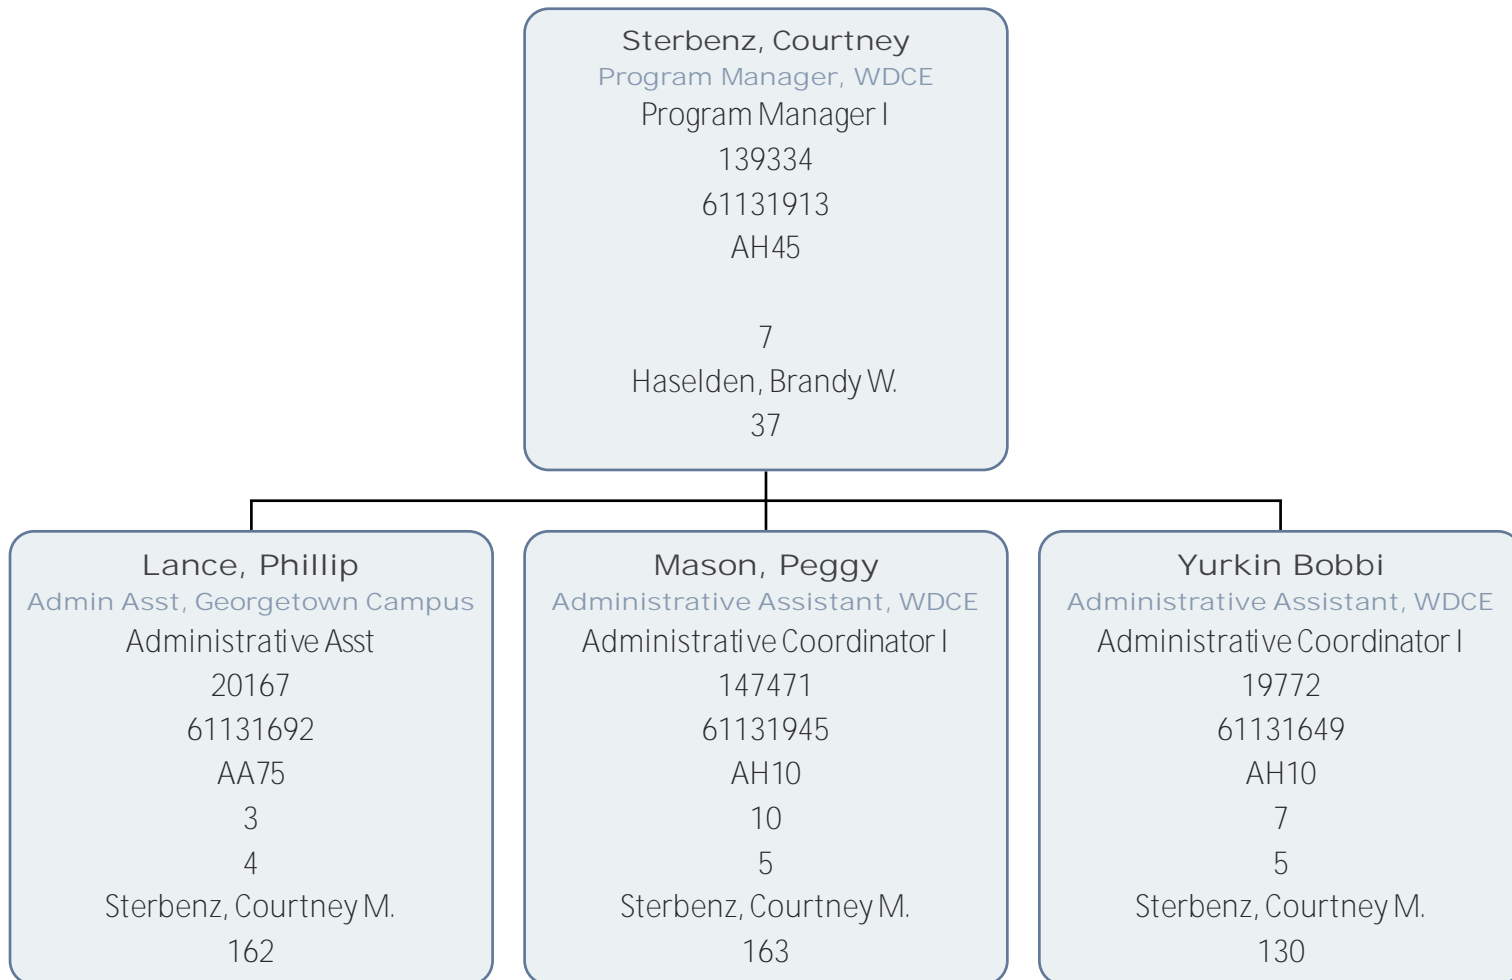 Sterbenz, Courtney
Program Manager, WDCE
Program Manager I
139334
61131913
AH45
7
Haselden, Brandy W.
37
Lance, Phillip
Admin Asst, Georgetown Campus
Administrative Asst
20167
61131692
AA75
3
4
Sterbenz, Courtney M.
162
Mason, Peggy
Administrative Assistant, WDCE
Administrative Coordinator I
147471
61131945
AH10
10
5
Sterbenz, Courtney M.
163
Yurkin Bobbi
Administrative Assistant, WDCE
Administrative Coordinator I
19772
61131649
AH10
7
5
Sterbenz, Courtney M.
130